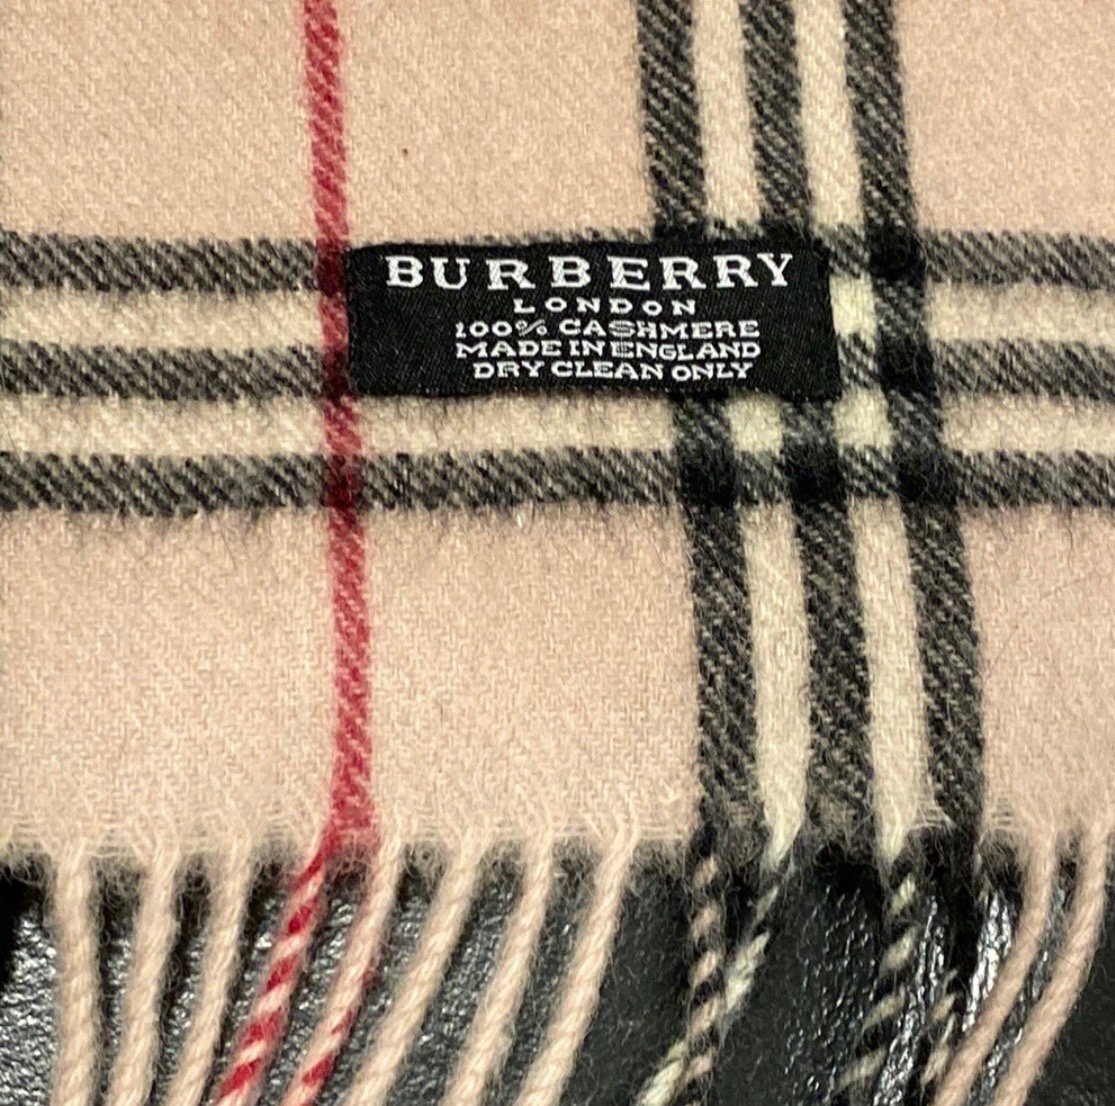 BURBERRY
LONDON
100% CASHMERE
MADE IN ENGLAND
DRY CLEAN ONLY